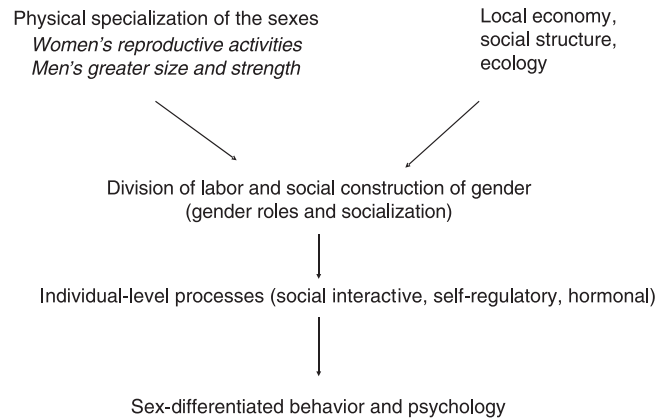 Physical specialization of the sexes
Women's reproductive activities
Men's greater size and strength
Local economy,
social structure,
ecology
Division of labor and social construction of gender
(gender roles and socialization)
Individual-level processes (social interactive, self-regulatory, hormonal)
Sex-differentiated behavior and psychology